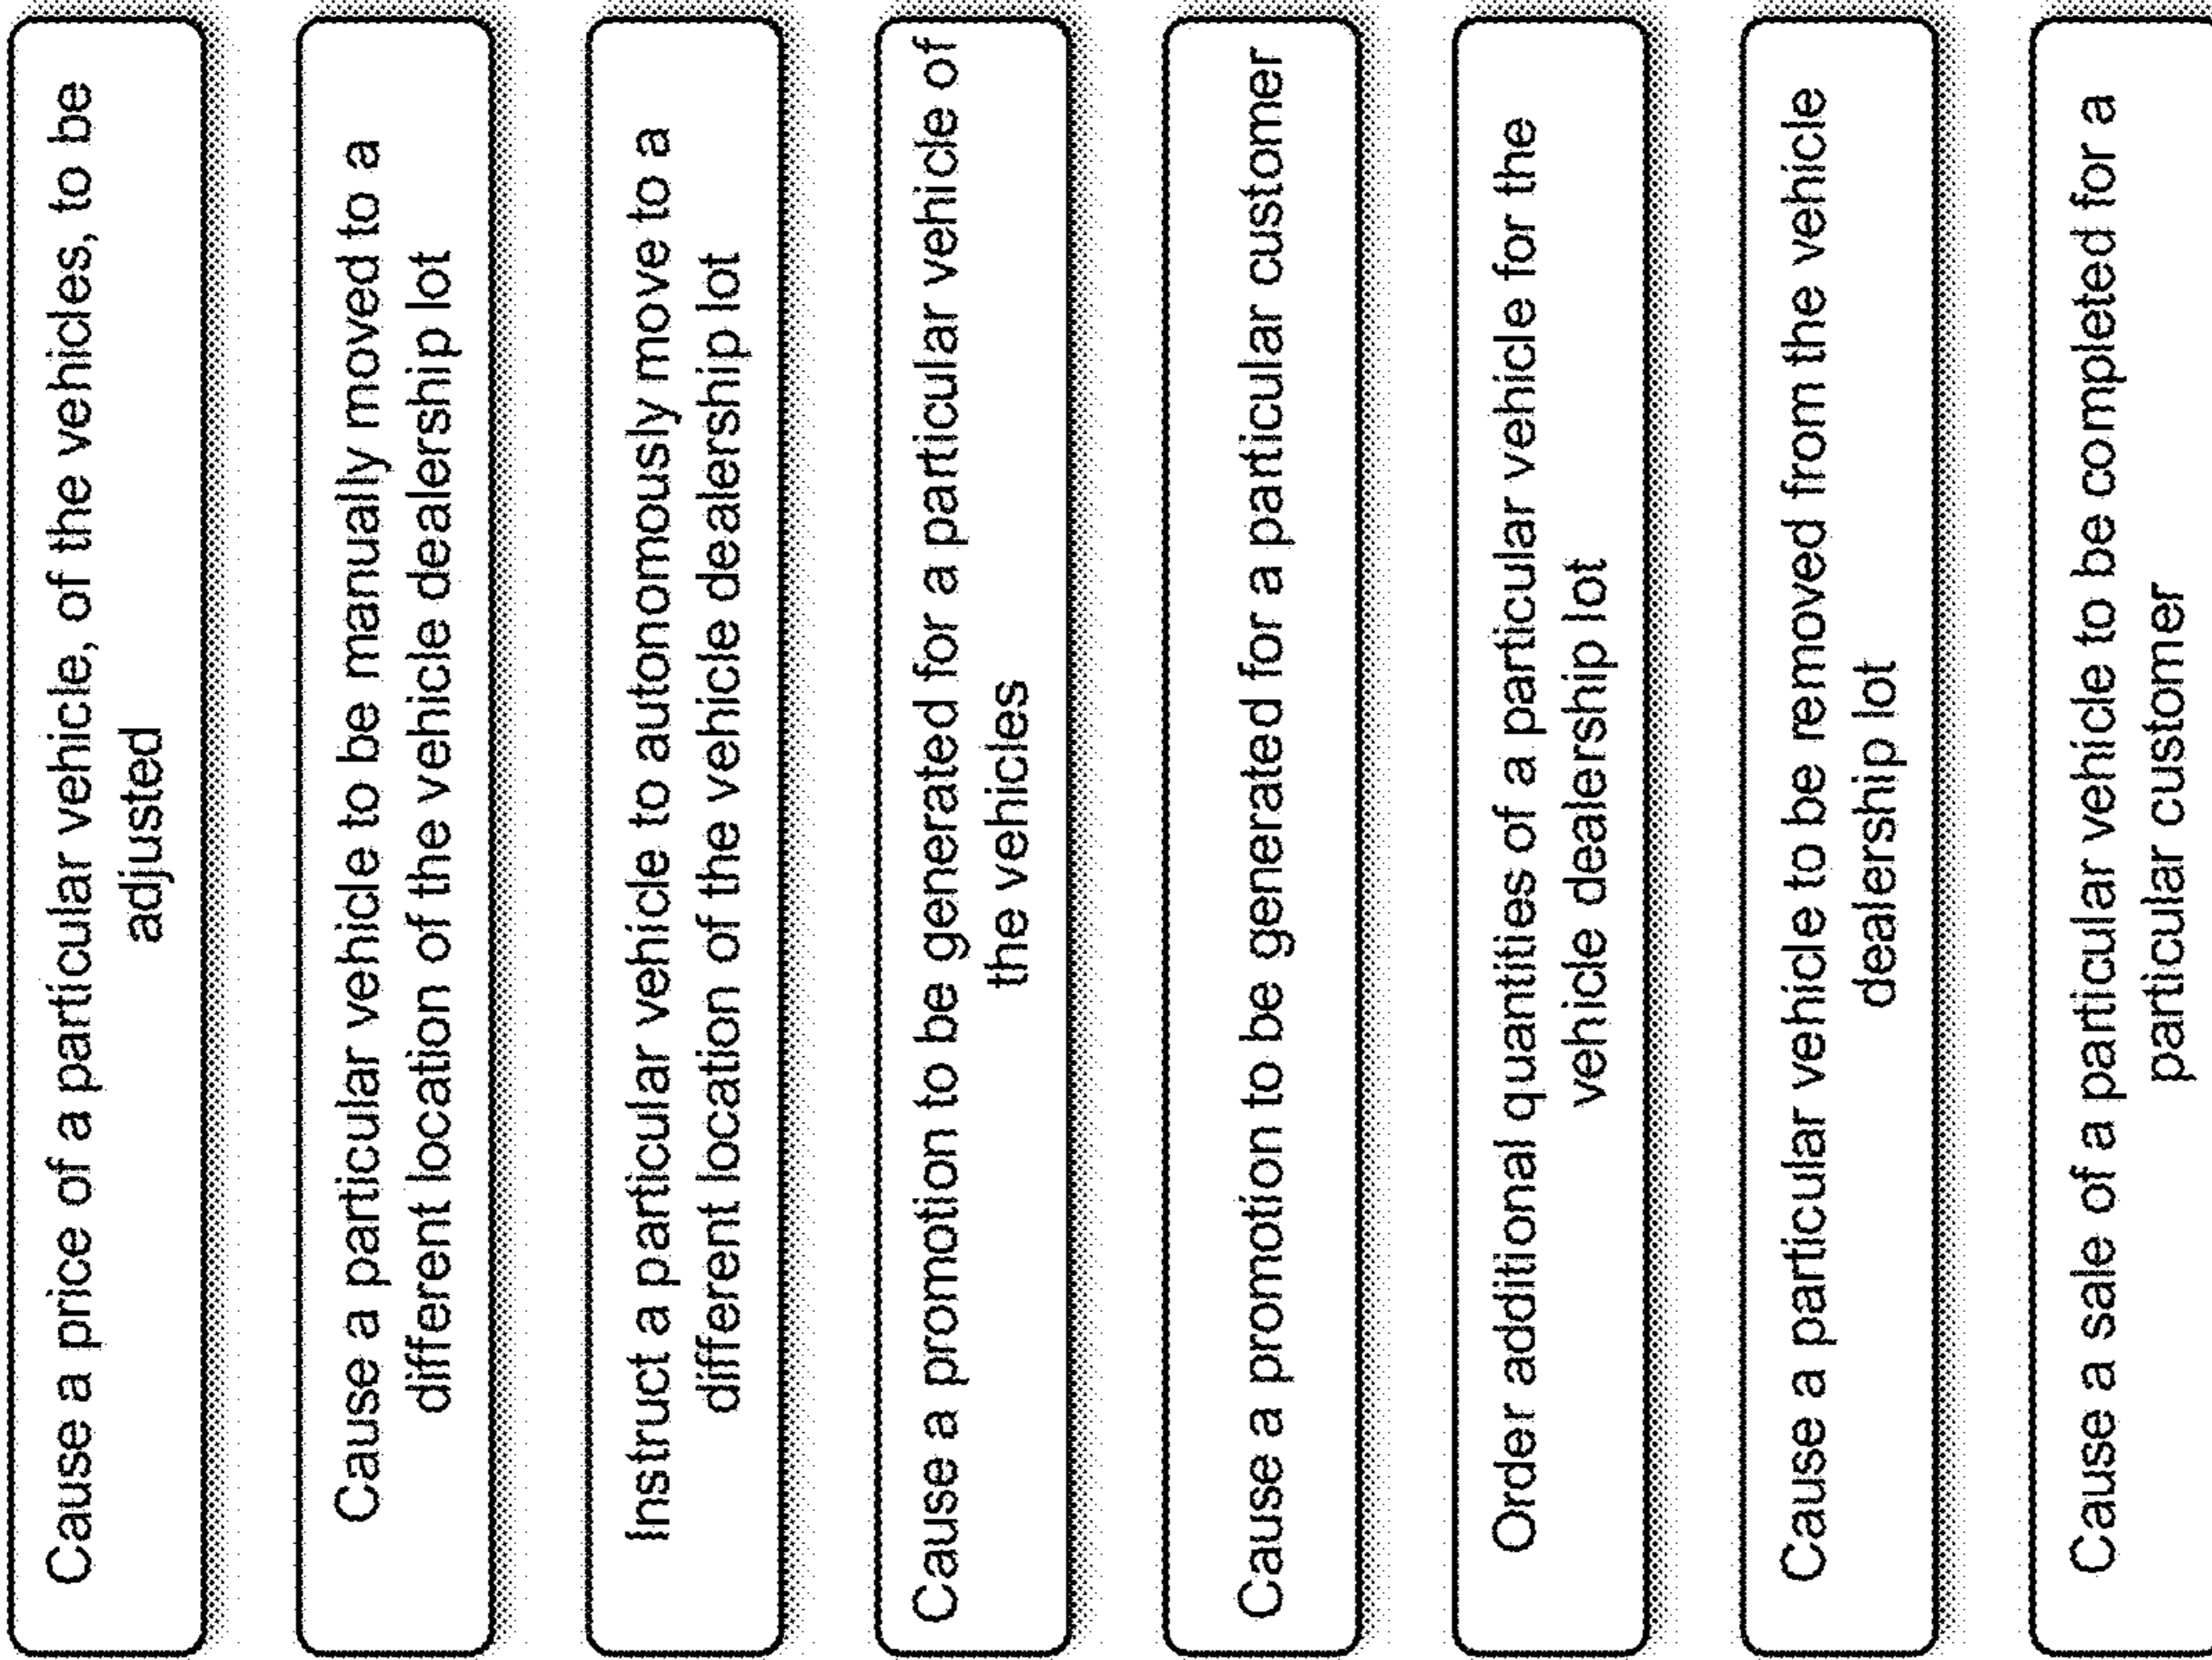 Cause a price of a particular vehicle, of the vehicles, to be
adjusted
Cause a particular vehicle to be manually moved to a
different location of the vehicle dealership lot
Instruct a particular vehicle to autonomously move to a
different location of the vehicle dealership lot
Cause a promotion to be generated for a particular vehicle of
the vehicles
Cause a promotion to be generated for a particular customer
Order additional quantities of a particular vehicle for the
vehicle dealership lot
Cause a particular vehicle to be removed from the vehicle
dealership lot
Cause a sale of a particular vehicle to be completed for a
particular customer